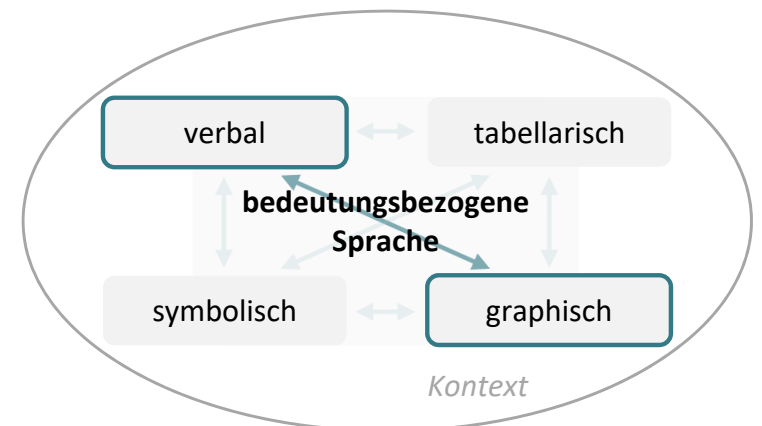 verbal
tabellarisch
bedeutungsbezogene
Sprache
symbolisch
graphisch
Kontext